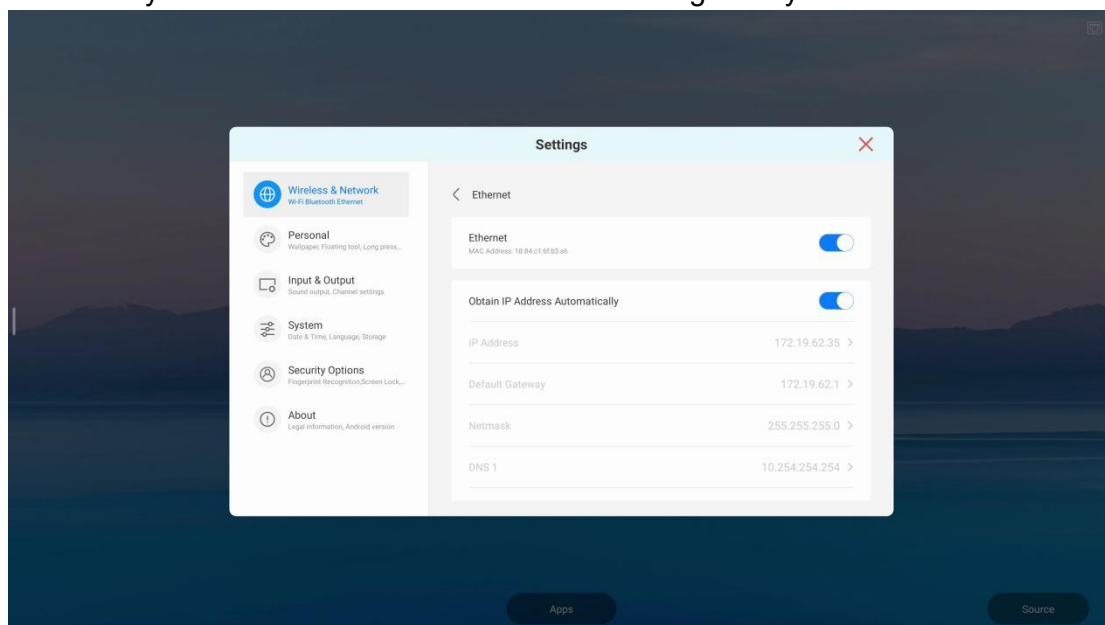 Settings
Wireless & Network
Wi-Fi Bluetooth Ethernet
Personal
Wallpaper, Floating tool, Long press...
Input & Output
Sound output, Channel settings
System
Date & Time, Language, Storage
Security Options
Fingerprint Recognition,Screen Lock,...
About
Legal information, Android version
Ethernet
Ethernet
MAC Address:
Obtain IP Address Automatically
IP Address 172.19.62.35
Default Gateway 172.19.62.1
Netmask 255.255.255.0
DNS 1 10.254.254.254
Apps
Source